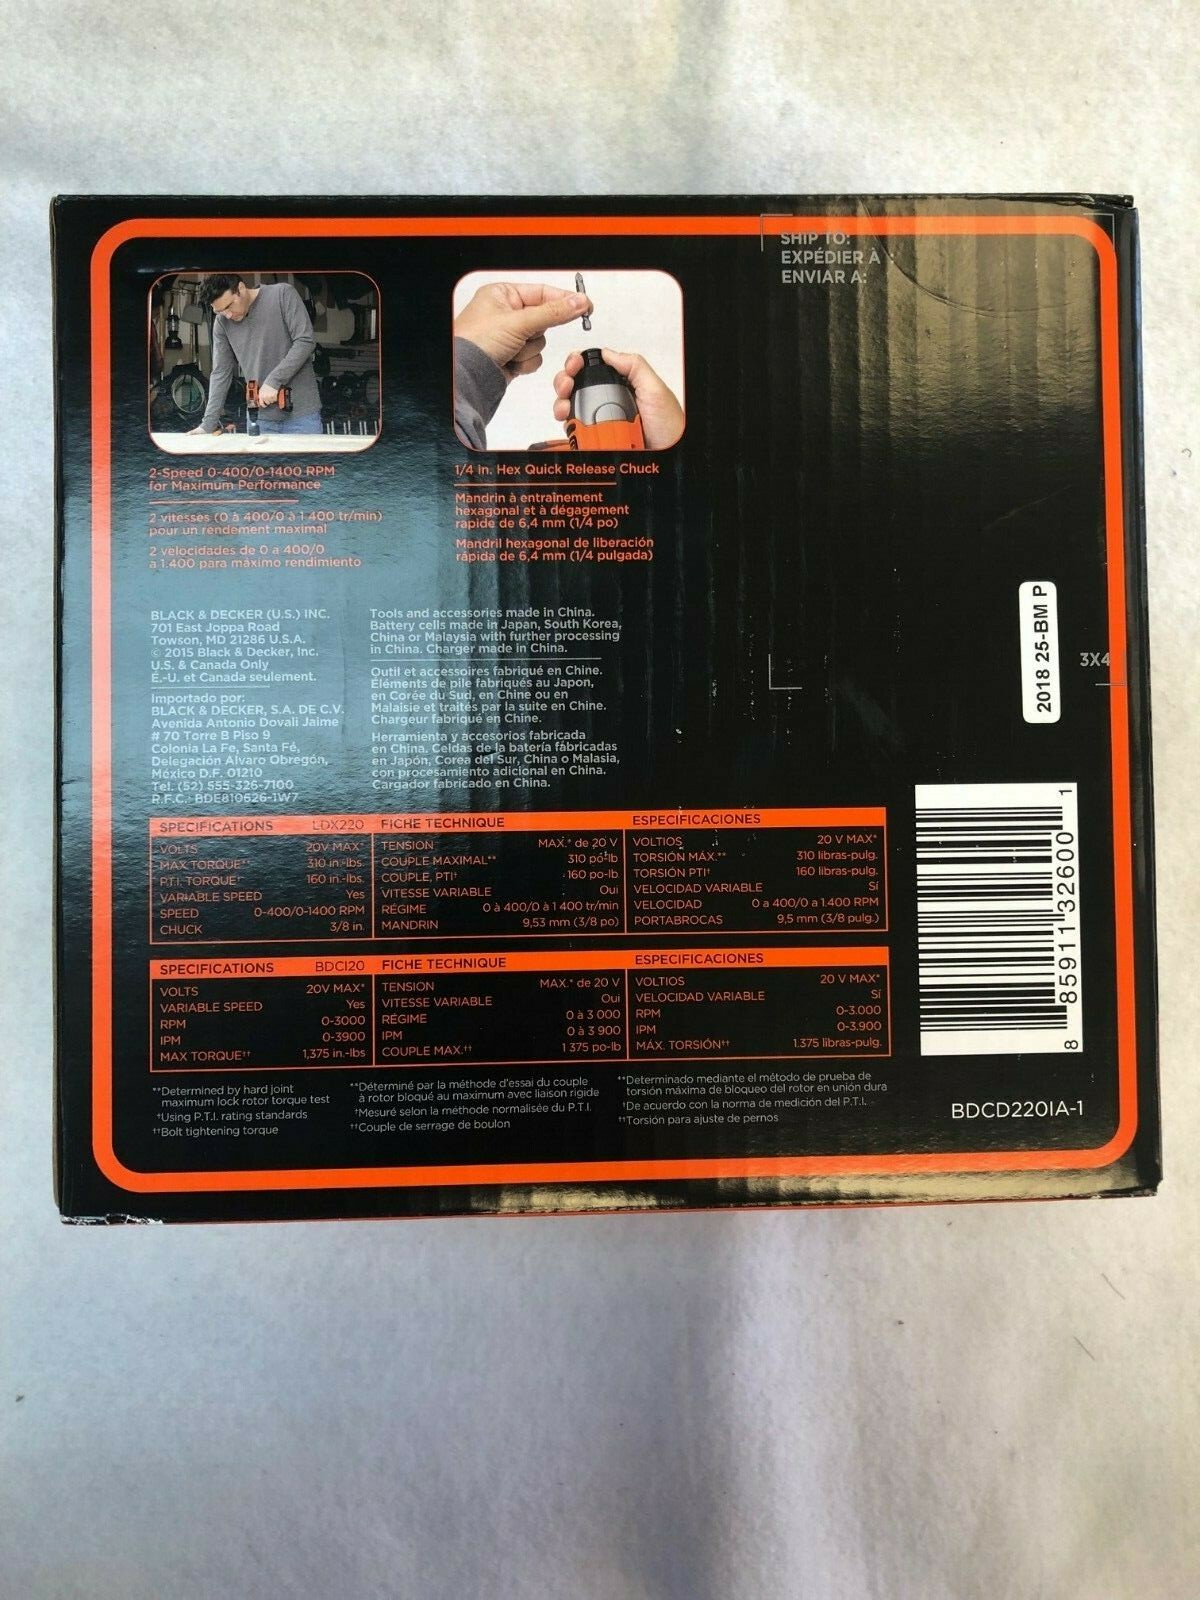 SHIP TO:
EXPÉDIER À :
ENVIAR A:
2-Speed 0-400/0-1400 RPM
for Maximum Performance
2 vitesses (0 à 400/0 à 1 400 tr/min)
pour un rendement maximal
2 velocidades de 0 a 400/0
a 1.400 para máximo rendimiento
1/4 in. Hex Quick Release Chuck
Mandrin à entraînement
hexagonal et à dégagement
rapide de 6,4 mm (1/4 po)
Mandril hexagonal de liberación
rápida de 6,4 mm (1/4 pulgada)
BLACK & DECKER (U.S.) INC.
701 East Joppa Road
Towson, MD 21286 U.S.A.
© 2015 Black & Decker, Inc.
U.S. & Canada Only
É.-U. et Canada seulement.
Importado por:
BLACK & DECKER, S.A. DE C.V.
Avenida Antonio Dovali Jaime
# 70 Torre B Piso 9
Colonia La Fe, Santa Fé,
Delegación Alvaro Obregón,
México D.F. 01210
Tel. (52) 555-326-7100
R.F.C.: BDE810626-1W7
Tools and accessories made in China.
Battery cells made in Japan, South Korea,
China or Malaysia with further processing
in China. Charger made in China.
Outil et accessoires fabriqué en Chine.
Éléments de pile fabriqués au Japon,
en Corée du Sud, en Chine ou en
Malaisie et traités par la suite en Chine.
Chargeur fabriqué en Chine.
Herramienta y accesorios fabricada
en China. Celdas de la batería fabricadas
en Japón, Corea del Sur, China o Malasia,
con procesamiento adicional en China.
Cargador fabricado en China.
2018 25-BM P
3X4
SPECIFICATIONS LDX220
VOLTS 20V MAX*
MAX TORQUE** 310 in.-lbs.
P.T.I. TORQUE† 160 in.-lbs.
VARIABLE SPEED Yes
SPEED 0-400/0-1400 RPM
CHUCK 3/8 in.
FICHE TECHNIQUE
TENSION MAX.* de 20 V
COUPLE MAXIMAL** 310 po-lb
COUPLE, PTI† 160 po-lb
VITESSE VARIABLE Oui
RÉGIME 0 à 400/0 à 1 400 tr/min
MANDRIN 9,53 mm (3/8 po)
ESPECIFICACIONES
VOLTIOS 20 V MAX*
TORSIÓN MÁX.** 310 libras-pulg.
TORSIÓN PTI† 160 libras-pulg.
VELOCIDAD VARIABLE Sí
VELOCIDAD 0 a 400/0 a 1.400 RPM
PORTABROCAS 9,5 mm (3/8 pulg.)
SPECIFICATIONS BDCI20
VOLTS 20V MAX*
VARIABLE SPEED Yes
RPM 0-3000
IPM 0-3900
MAX TORQUE†† 1,375 in.-lbs
FICHE TECHNIQUE
TENSION MAX.* de 20 V
VITESSE VARIABLE Oui
RÉGIME 0 à 3 000
IPM 0 à 3 900
COUPLE MAX.†† 1 375 po-lb
ESPECIFICACIONES
VOLTIOS 20 V MAX*
VELOCIDAD VARIABLE Sí
RPM 0-3.000
IPM 0-3.900
MÁX. TORSIÓN†† 1.375 libras-pulg.
**Determined by hard joint
maximum lock rotor torque test
†Using P.T.I. rating standards
††Bolt tightening torque
**Déterminé par la méthode d'essai du couple
à rotor bloqué au maximum avec liaison rigide
†Mesuré selon la méthode normalisée du P.T.I.
††Couple de serrage de boulon
**Determinado mediante el método de prueba de
torsión máxima de bloqueo del rotor en unión dura
†De acuerdo con la norma de medición del P.T.I.
††Torsión para ajuste de pernos
8 85911 32600 1
BDCD220IA-1